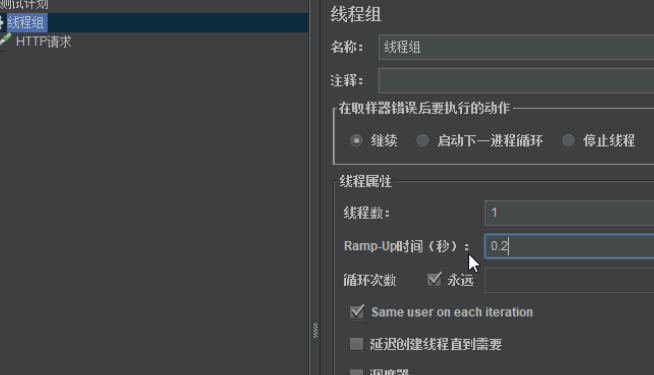 测试计划
线程组
HTTP请求
线程组
名称： 线程组
注释：
在取样器错误后要执行的动作
继续 启动下一进程循环 停止线程
线程属性
线程数： 1
Ramp-Up时间（秒）： 0.2
循环次数 永远
Same user on each iteration
延迟创建线程直到需要
调度器